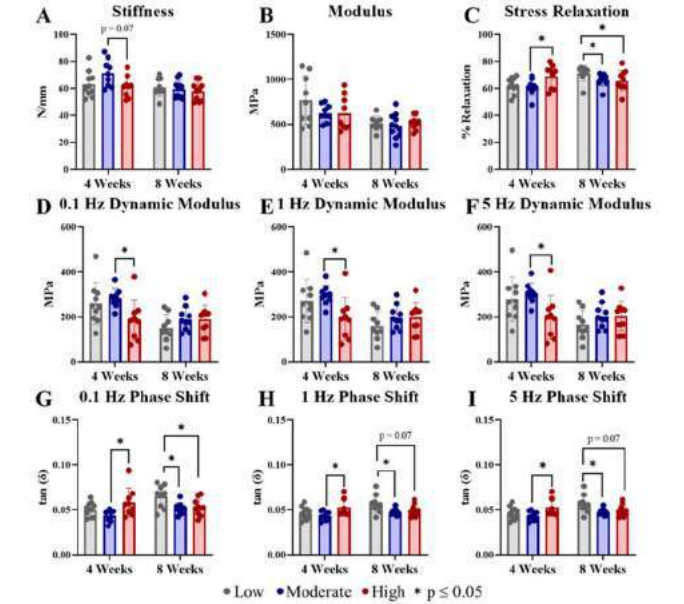 A Stiffness
B Modulus
C Stress Relaxation
p = 0.07
100
80
60
40
20
0
N/mm
4 Weeks 8 Weeks
1500
1000
500
0
MPa
4 Weeks 8 Weeks
*
*
*
100
80
60
40
20
0
% Relaxation
4 Weeks 8 Weeks
D 0.1 Hz Dynamic Modulus
E 1 Hz Dynamic Modulus
F 5 Hz Dynamic Modulus
600
400
200
0
MPa
*
4 Weeks 8 Weeks
600
400
200
0
MPa
*
4 Weeks 8 Weeks
600
400
200
0
MPa
*
4 Weeks 8 Weeks
G 0.1 Hz Phase Shift
H 1 Hz Phase Shift
I 5 Hz Phase Shift
0.15
0.10
0.05
0.00
tan (δ)
*
*
*
4 Weeks 8 Weeks
0.15
0.10
0.05
0.00
tan (δ)
p = 0.07
*
*
4 Weeks 8 Weeks
0.15
0.10
0.05
0.00
tan (δ)
p = 0.07
*
*
4 Weeks 8 Weeks
Low Moderate High * p ≤ 0.05